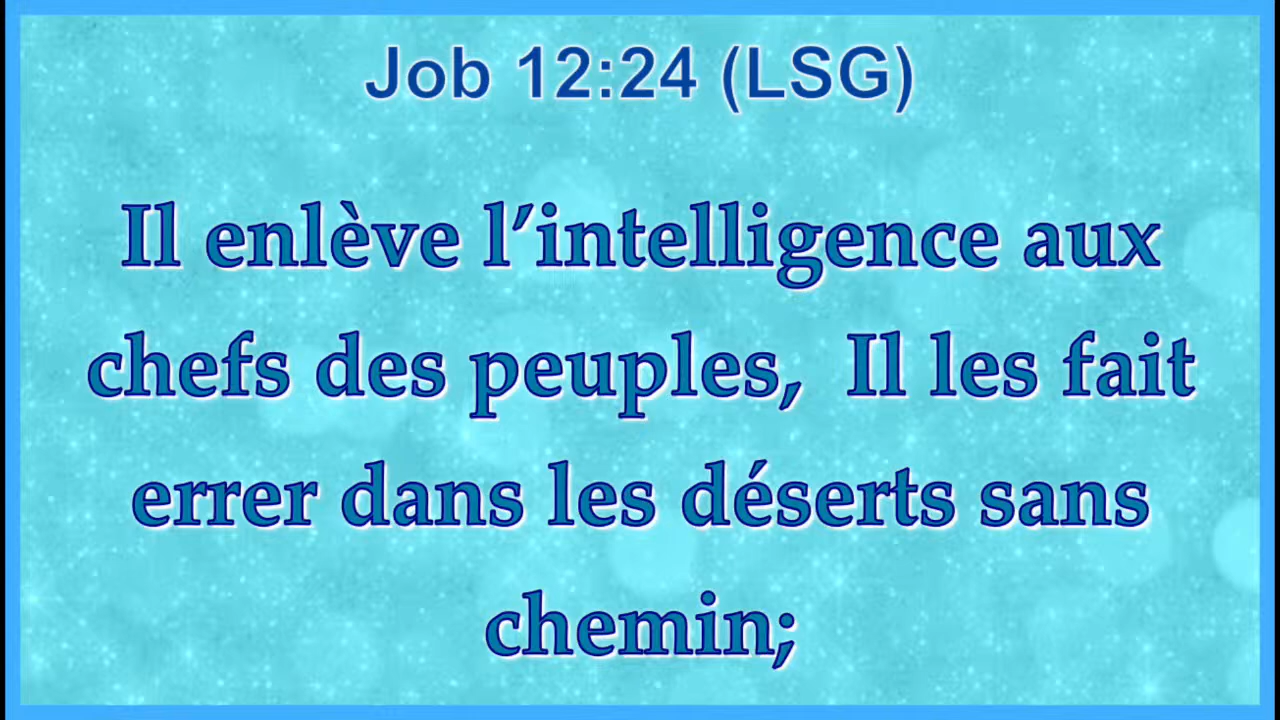 Job 12:24 (LSG)
Il enlève l’intelligence aux
chefs des peuples,  Il les fait
errer dans les déserts sans
chemin;